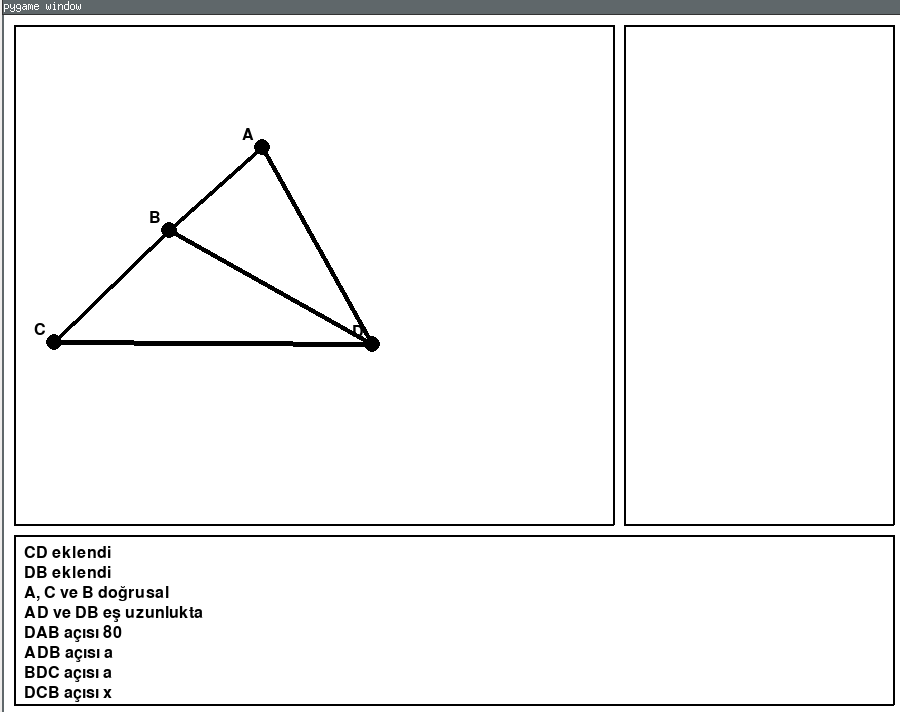 pygame window
A
B
C
D
CD eklendi
DB eklendi
A, C ve B doğrusal
AD ve DB eş uzunlukta
DAB açısı 80
ADB açısı a
BDC açısı a
DCB açısı x